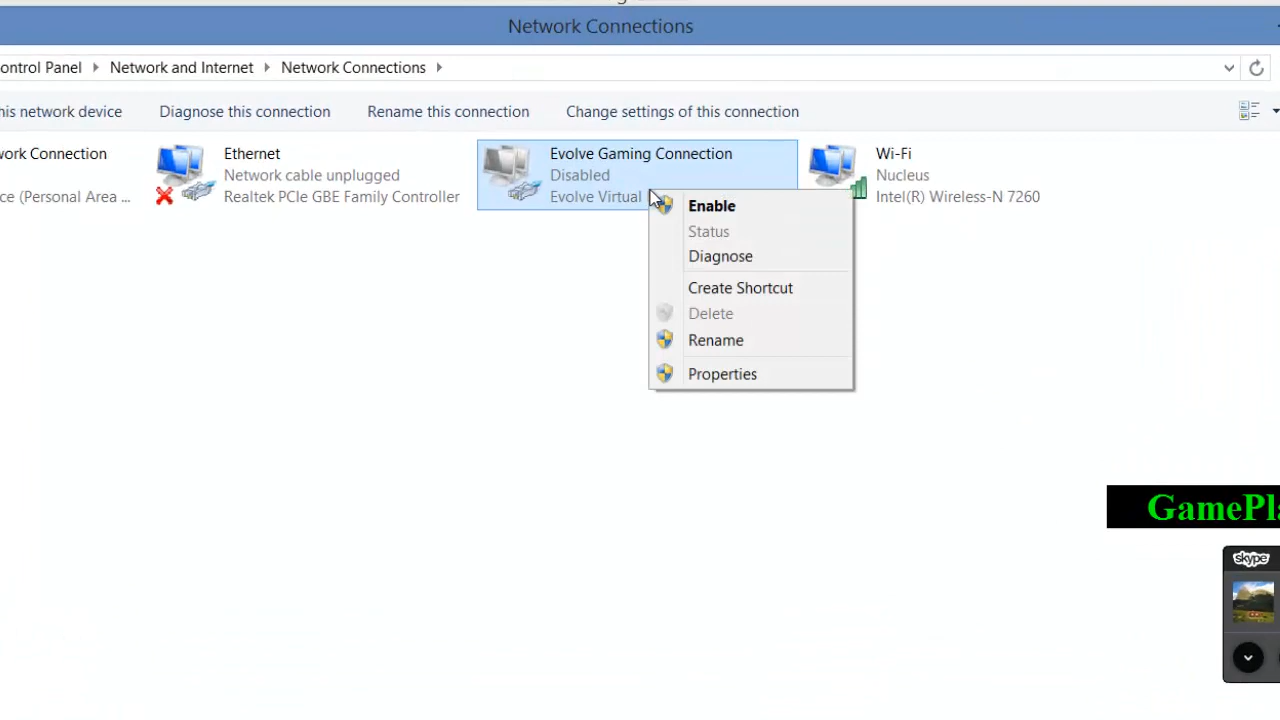 Network Connections
ontrol Panel
Network and Internet
Network Connections
his network device
Diagnose this connection
Rename this connection
Change settings of this connection
work Connection
ce (Personal Area ...
Ethernet
Network cable unplugged
Realtek PCIe GBE Family Controller
Evolve Gaming Connection
Disabled
Evolve Virtual
Wi-Fi
Nucleus
Intel(R) Wireless-N 7260
Enable
Status
Diagnose
Create Shortcut
Delete
Rename
Properties
GamePla
skype